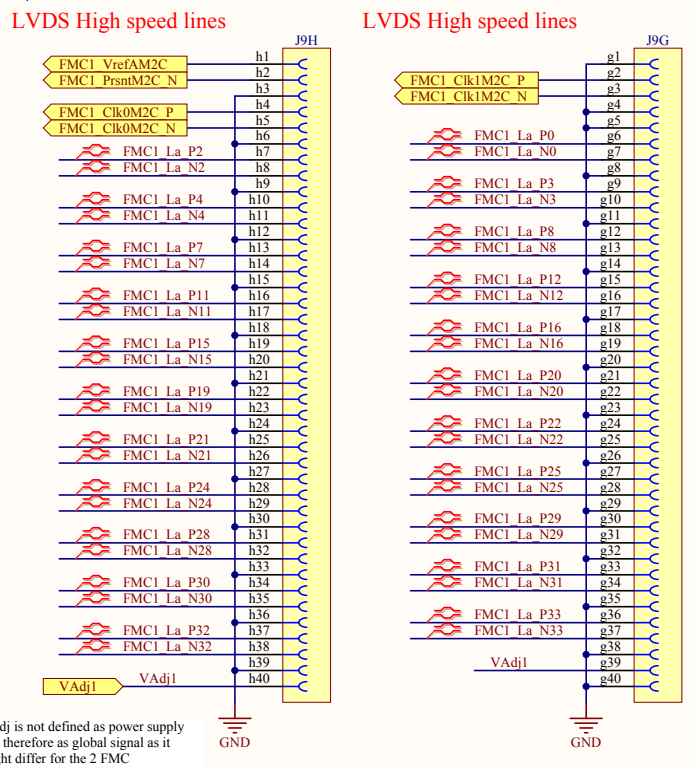 LVDS High speed lines
J9H
FMC1_VrefAM2C h1
FMC1_PrsntM2C_N h2
h3
FMC1_Clk0M2C_P h4
FMC1_Clk0M2C_N h5
h6
FMC1_La_P2 h7
FMC1_La_N2 h8
h9
FMC1_La_P4 h10
FMC1_La_N4 h11
h12
FMC1_La_P7 h13
FMC1_La_N7 h14
h15
FMC1_La_P11 h16
FMC1_La_N11 h17
h18
FMC1_La_P15 h19
FMC1_La_N15 h20
h21
FMC1_La_P19 h22
FMC1_La_N19 h23
h24
FMC1_La_P21 h25
FMC1_La_N21 h26
h27
FMC1_La_P24 h28
FMC1_La_N24 h29
h30
FMC1_La_P28 h31
FMC1_La_N28 h32
h33
FMC1_La_P30 h34
FMC1_La_N30 h35
h36
FMC1_La_P32 h37
FMC1_La_N32 h38
h39
VAdj1 VAdj1 h40
GND
dj is not defined as power supply
therefore as global signal as it
ght differ for the 2 FMC
LVDS High speed lines
J9G
g1
FMC1_Clk1M2C_P g2
FMC1_Clk1M2C_N g3
g4
g5
FMC1_La_P0 g6
FMC1_La_N0 g7
g8
FMC1_La_P3 g9
FMC1_La_N3 g10
g11
FMC1_La_P8 g12
FMC1_La_N8 g13
g14
FMC1_La_P12 g15
FMC1_La_N12 g16
g17
FMC1_La_P16 g18
FMC1_La_N16 g19
g20
FMC1_La_P20 g21
FMC1_La_N20 g22
g23
FMC1_La_P22 g24
FMC1_La_N22 g25
g26
FMC1_La_P25 g27
FMC1_La_N25 g28
g29
FMC1_La_P29 g30
FMC1_La_N29 g31
g32
FMC1_La_P31 g33
FMC1_La_N31 g34
g35
FMC1_La_P33 g36
FMC1_La_N33 g37
g38
VAdj1 g39
g40
GND